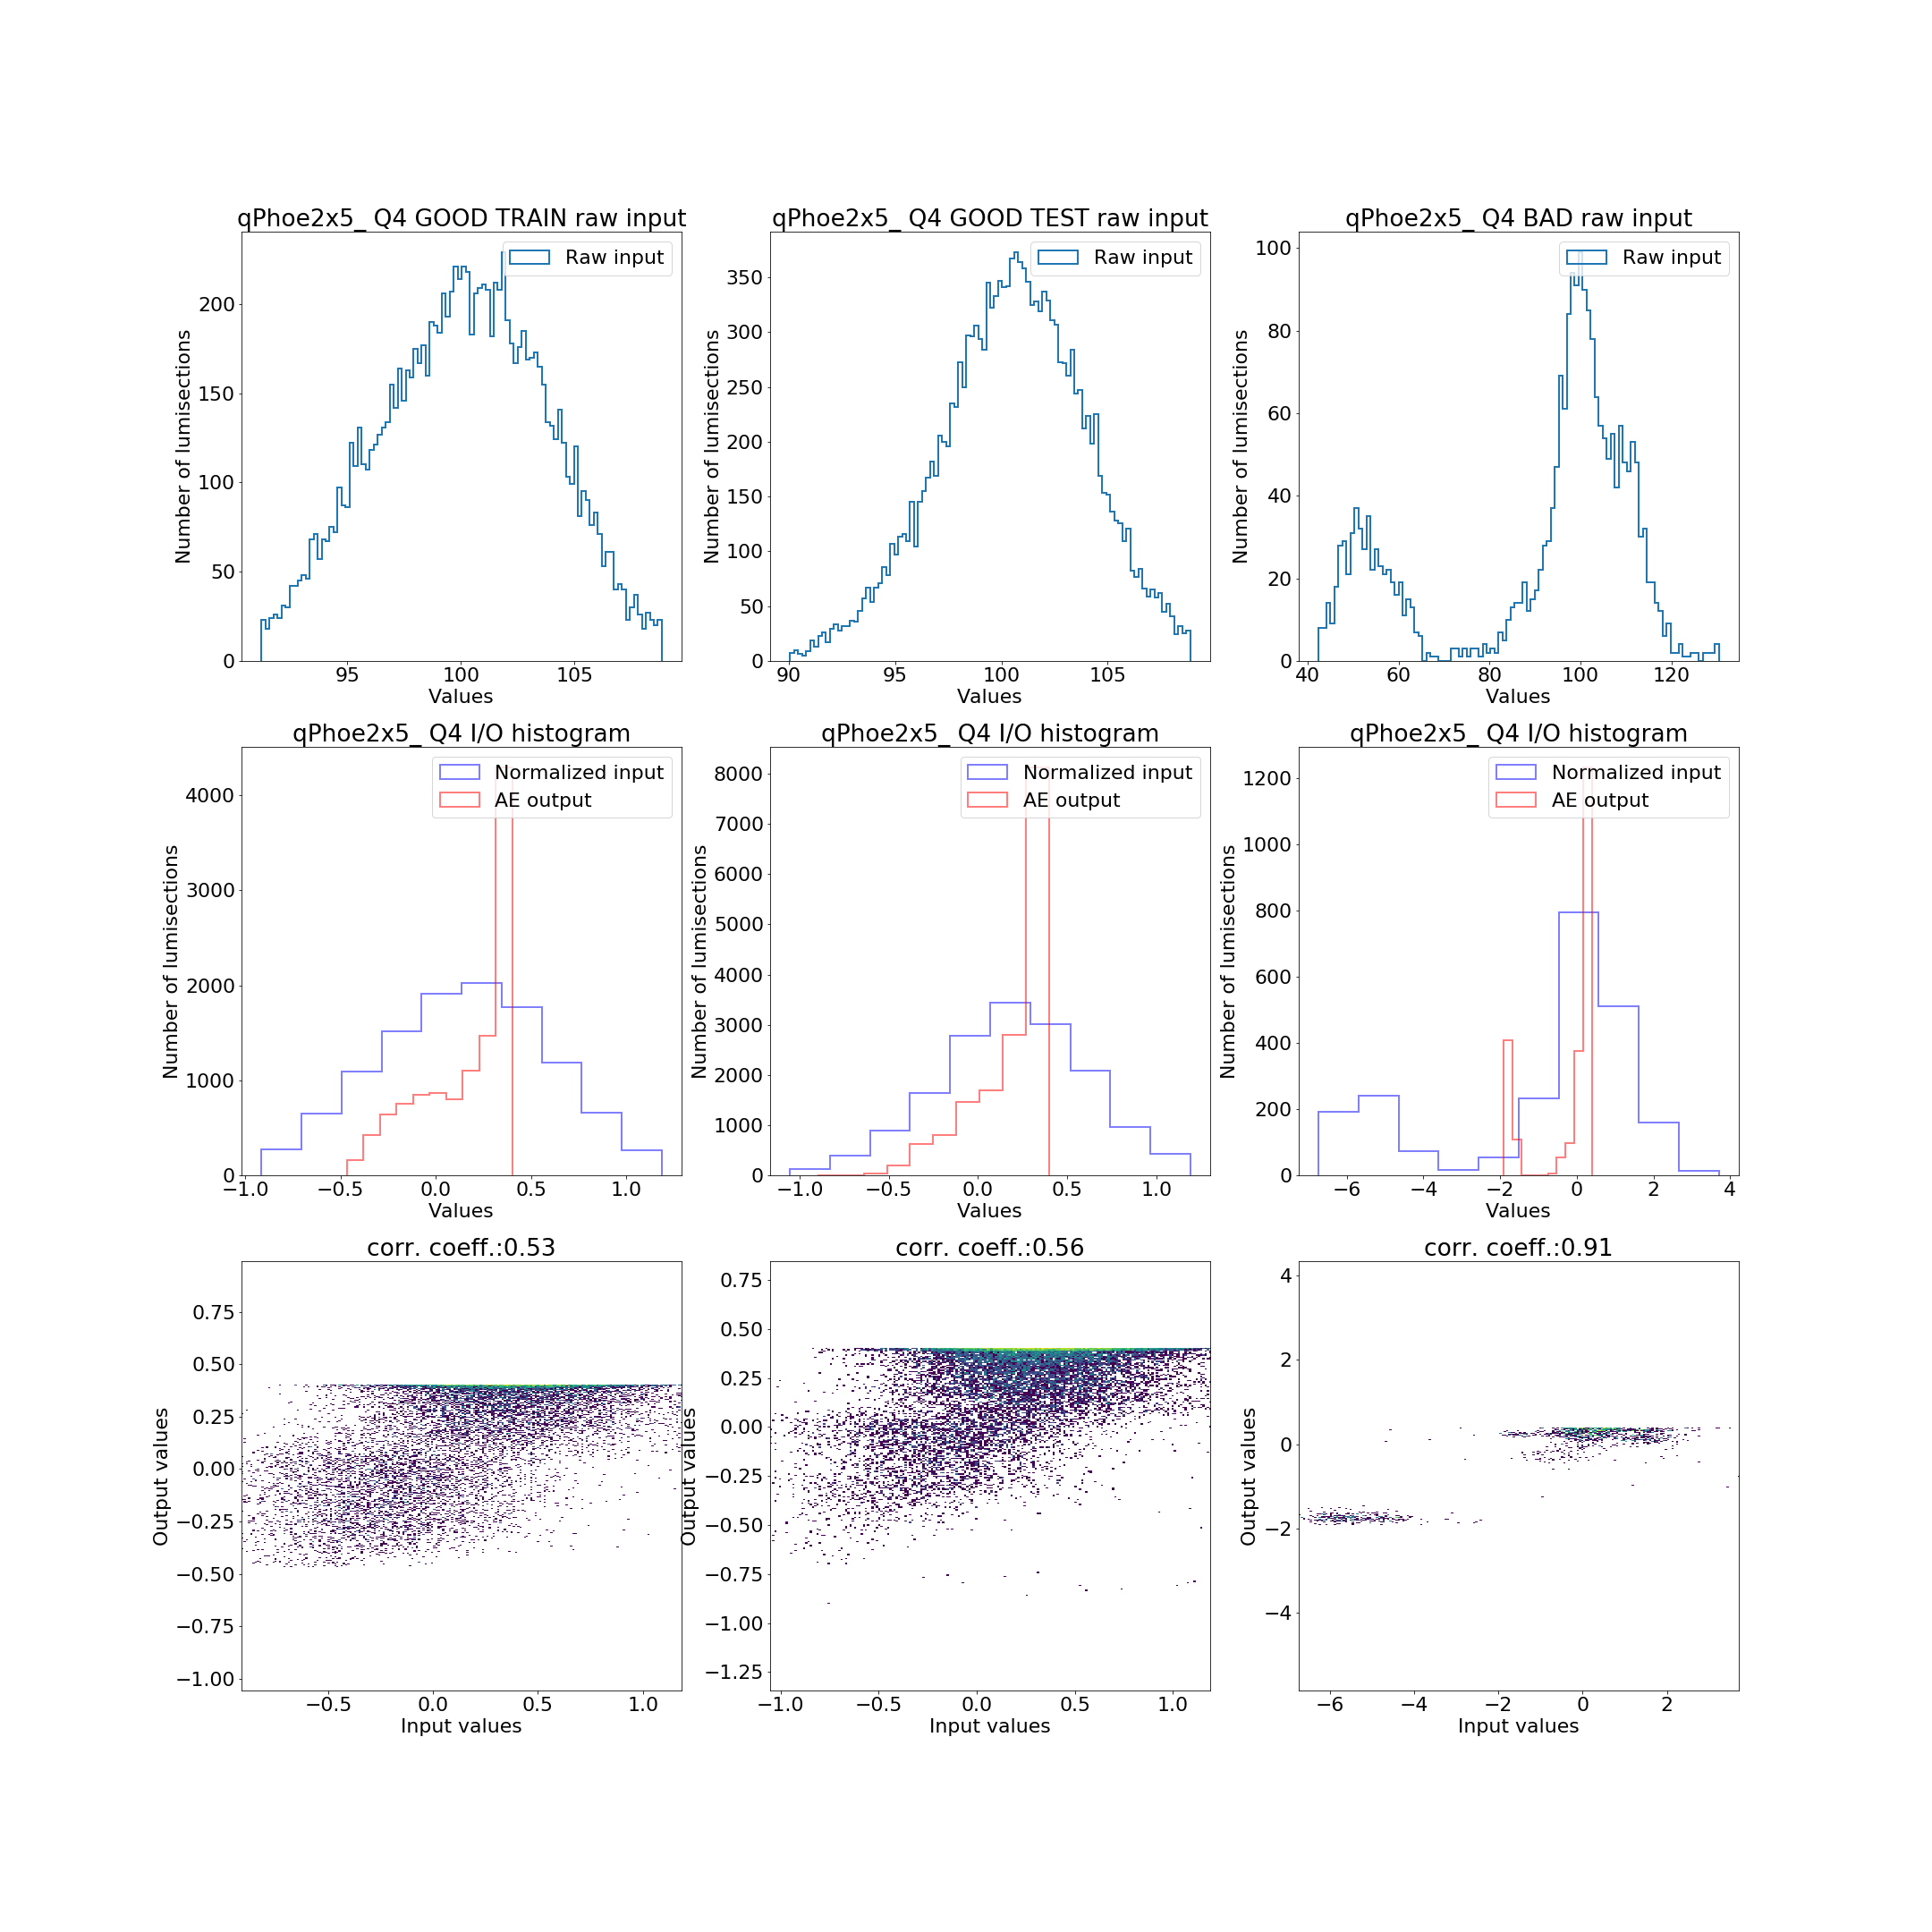 qPhoe2x5_ Q4 GOOD TRAIN raw input
Raw input
Number of lumisections
200
150
100
50
0
95 100 105
Values
qPhoe2x5_ Q4 GOOD TEST raw input
Raw input
Number of lumisections
350
300
250
200
150
100
50
0
90 95 100 105
Values
qPhoe2x5_ Q4 BAD raw input
Raw input
Number of lumisections
100
80
60
40
20
0
40 60 80 100 120
Values
qPhoe2x5_ Q4 I/O histogram
Normalized input
AE output
Number of lumisections
4000
3000
2000
1000
0
−1.0 −0.5 0.0 0.5 1.0
Values
qPhoe2x5_ Q4 I/O histogram
Normalized input
AE output
Number of lumisections
8000
7000
6000
5000
4000
3000
2000
1000
0
−1.0 −0.5 0.0 0.5 1.0
Values
qPhoe2x5_ Q4 I/O histogram
Normalized input
AE output
Number of lumisections
1200
1000
800
600
400
200
0
−6 −4 −2 0 2 4
Values
corr. coeff.:0.53
Output values
0.75
0.50
0.25
0.00
−0.25
−0.50
−0.75
−1.00
−0.5 0.0 0.5 1.0
Input values
corr. coeff.:0.56
Output values
0.75
0.50
0.25
0.00
−0.25
−0.50
−0.75
−1.00
−1.25
−1.0 −0.5 0.0 0.5 1.0
Input values
corr. coeff.:0.91
Output values
4
2
0
−2
−4
−6 −4 −2 0 2
Input values